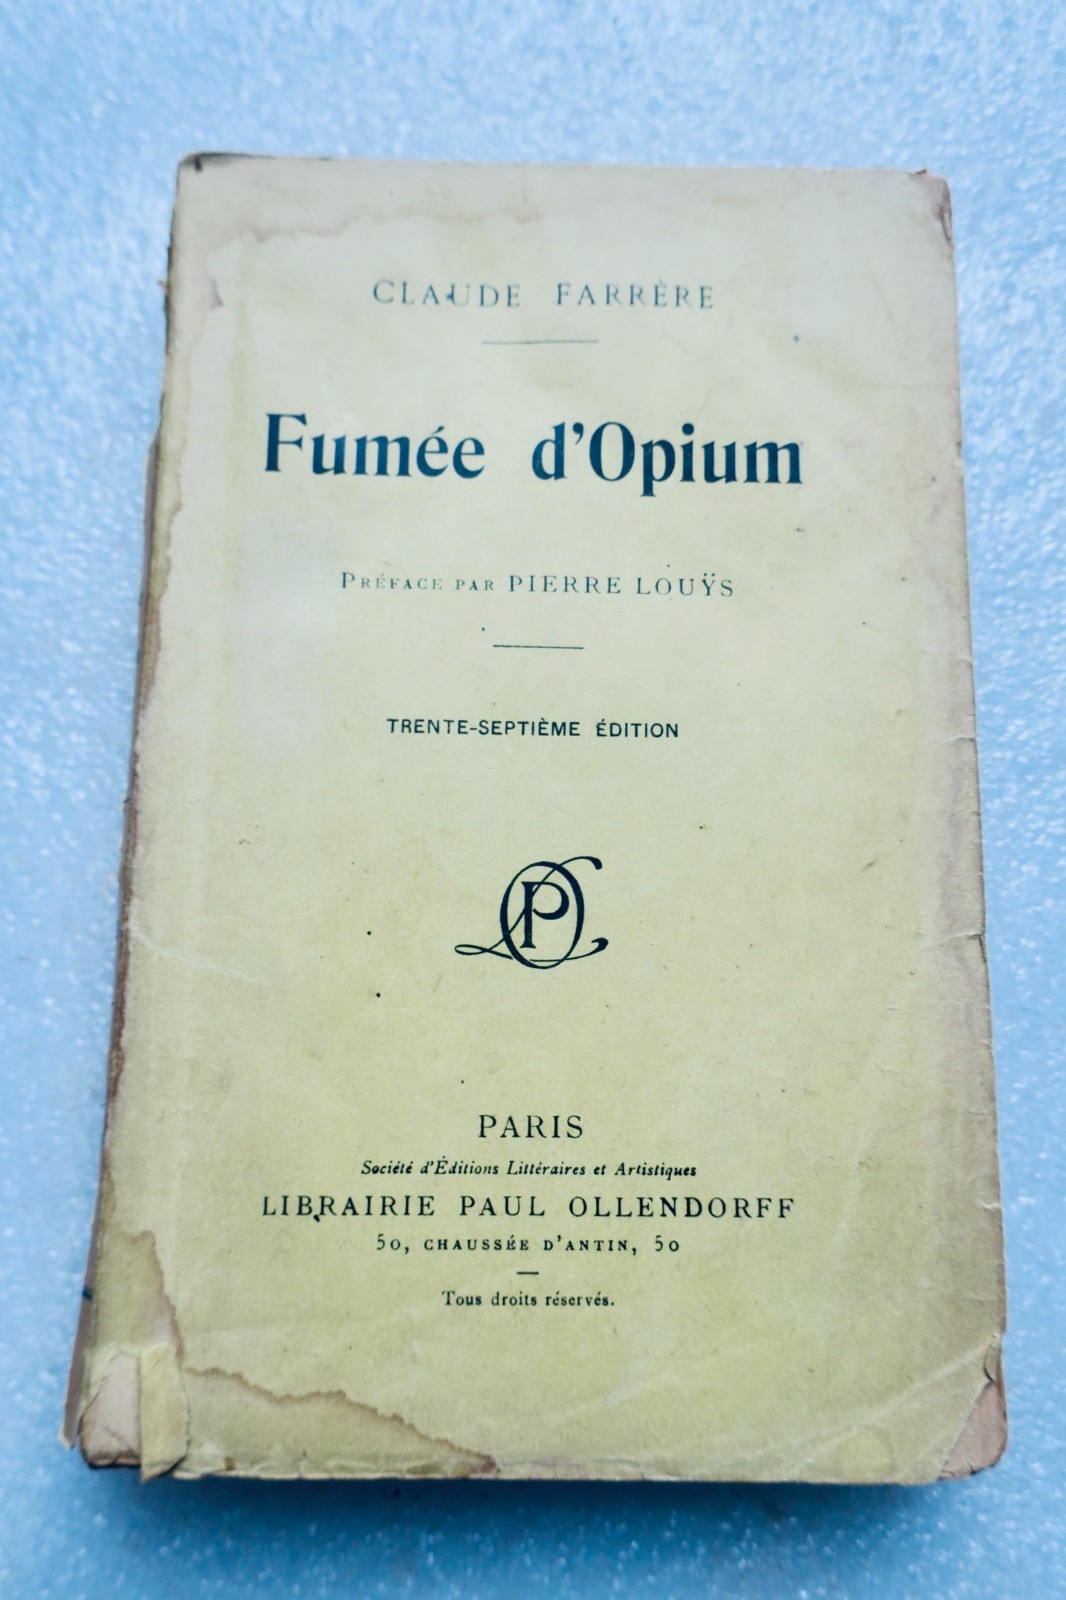 CLAUDE FARRÈRE
Fumée d'Opium
PRÉFACE PAR PIERRE LOUŸS
TRENTE-SEPTIÈME ÉDITION
PARIS
Société d'Éditions Littéraires et Artistiques
LIBRAIRIE PAUL OLLENDORFF
50, CHAUSSÉE D'ANTIN, 50
Tous droits réservés.